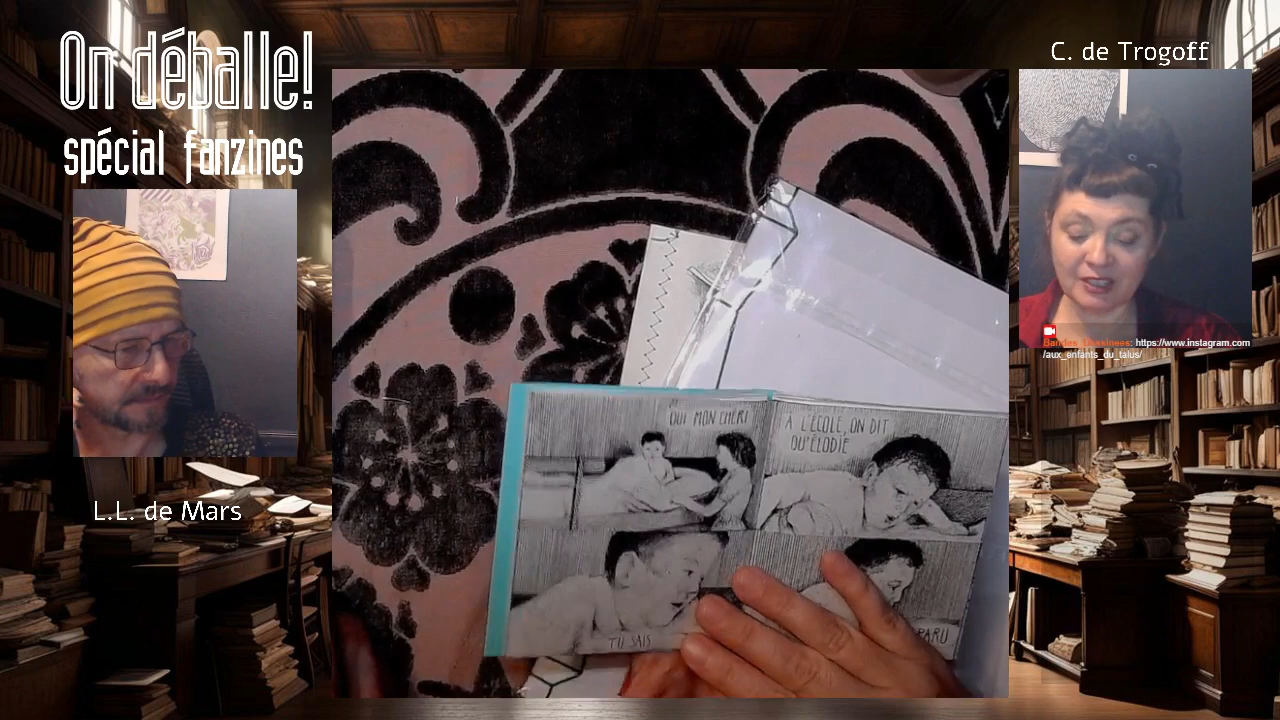 On déballe!
spécial fanzines
L.L. de Mars
OUI MON CHÉRI
A L'ÉCOLE, ON DIT
QU'ÉLODIE
TU SAIS
PARU
C. de Trogoff
Bandes_Dessinees: https://www.instagram.com
/aux_enfants_du_talus/